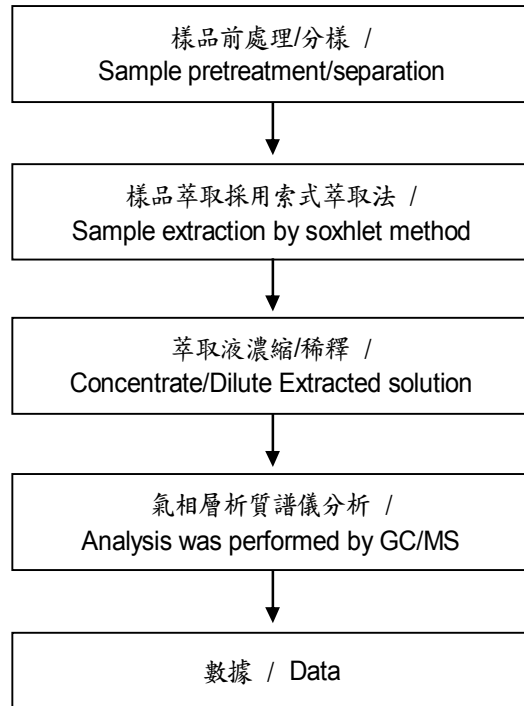 樣品前處理/分樣 /
Sample pretreatment/separation
樣品萃取採用索式萃取法 /
Sample extraction by soxhlet method
萃取液濃縮/稀釋 /
Concentrate/Dilute Extracted solution
氣相層析質譜儀分析 /
Analysis was performed by GC/MS
數據 / Data